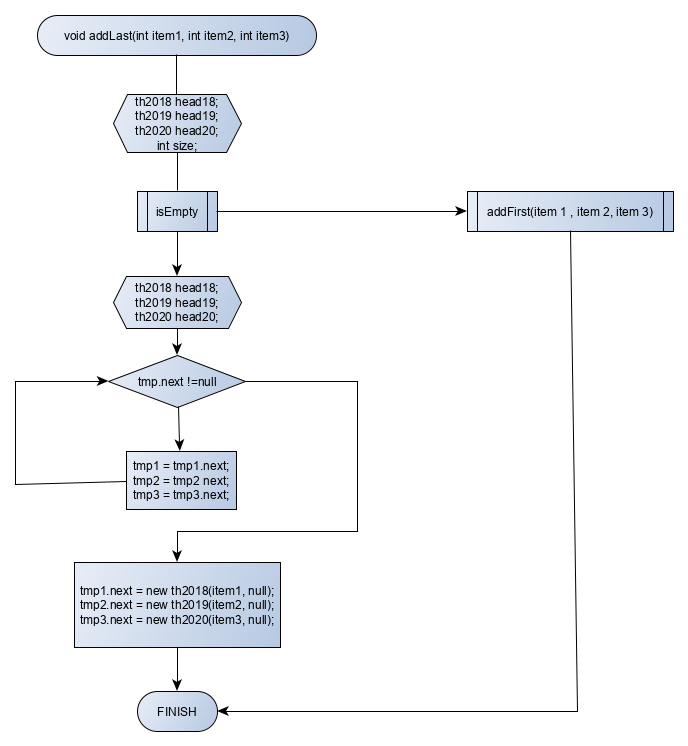 void addLast(int item1, int item2, int item3)
th2018 head18;
th2019 head19;
th2020 head20;
int size;
isEmpty
addFirst(item 1 , item 2, item 3)
th2018 head18;
th2019 head19;
th2020 head20;
tmp.next !=null
tmp1 = tmp1.next;
tmp2 = tmp2 next;
tmp3 = tmp3.next;
tmp1.next = new th2018(item1, null);
tmp2.next = new th2019(item2, null);
tmp3.next = new th2020(item3, null);
FINISH